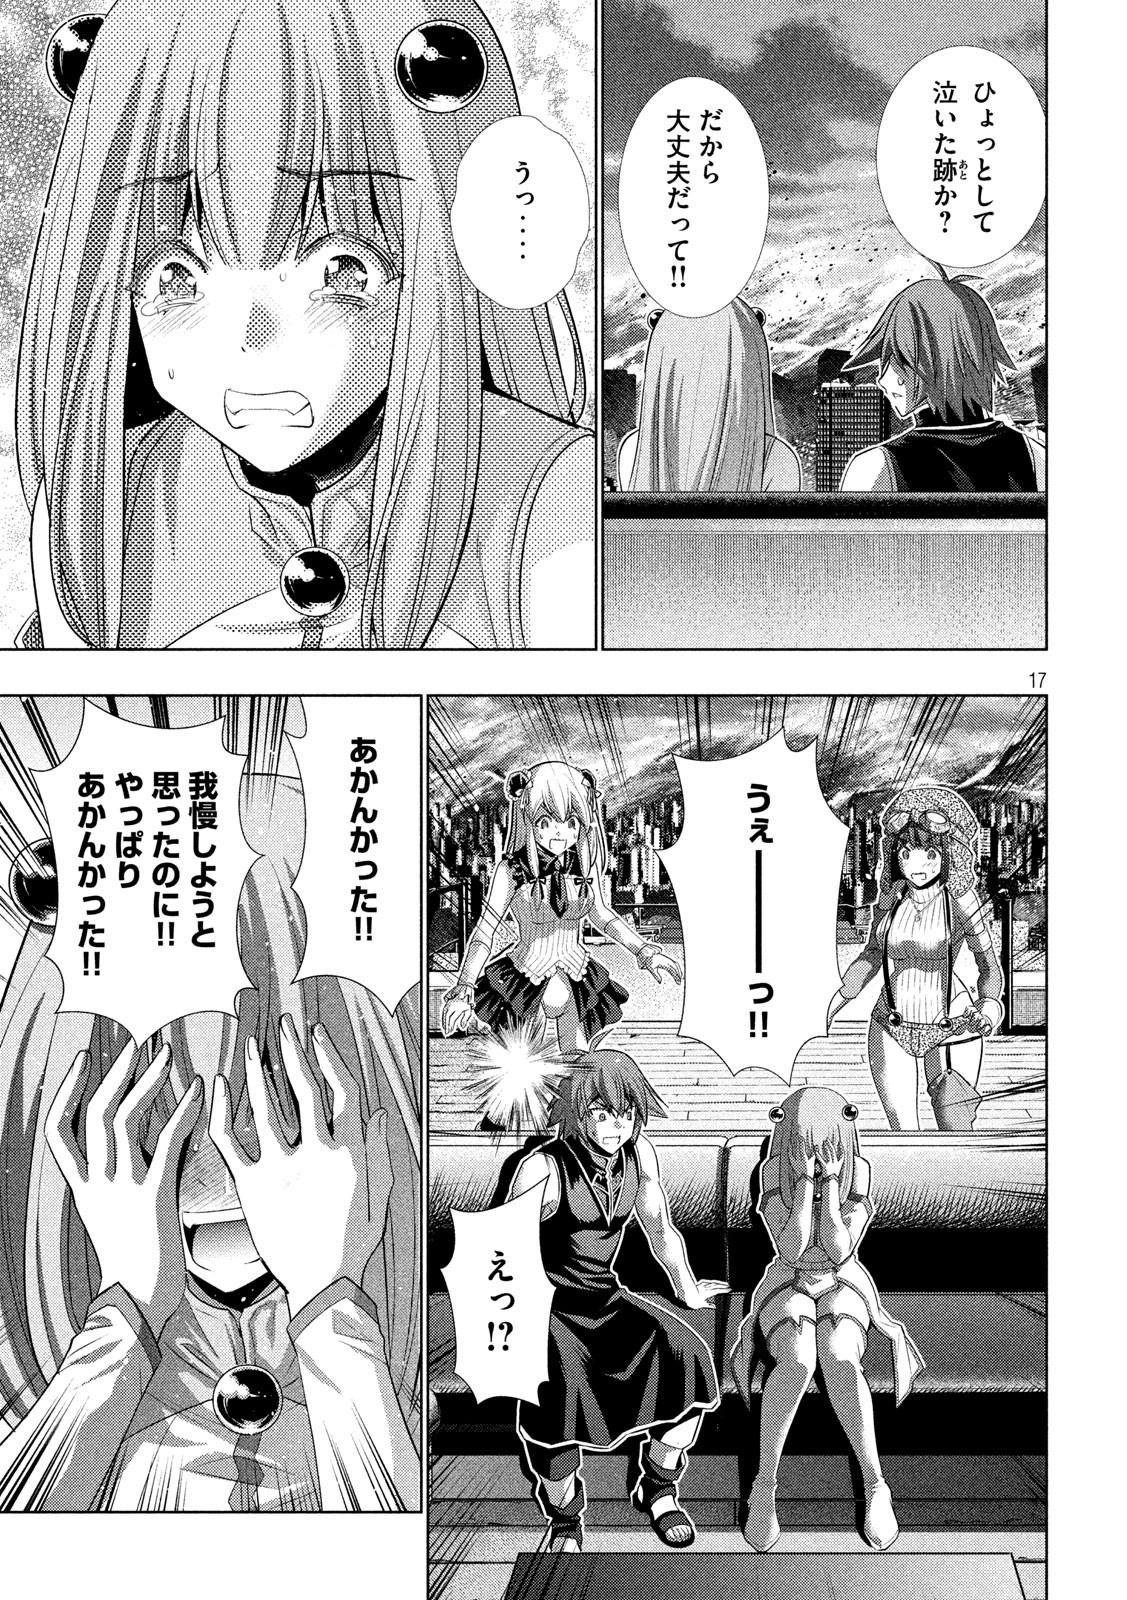 ひょっとして
泣いた跡か？
あと
だから
大丈夫だって!!
うっ‥‥
17
うぇ――っ!!
えっ!?
あかんかった!!
我慢しようと
思ったのに!!
やっぱり
あかんかった!!